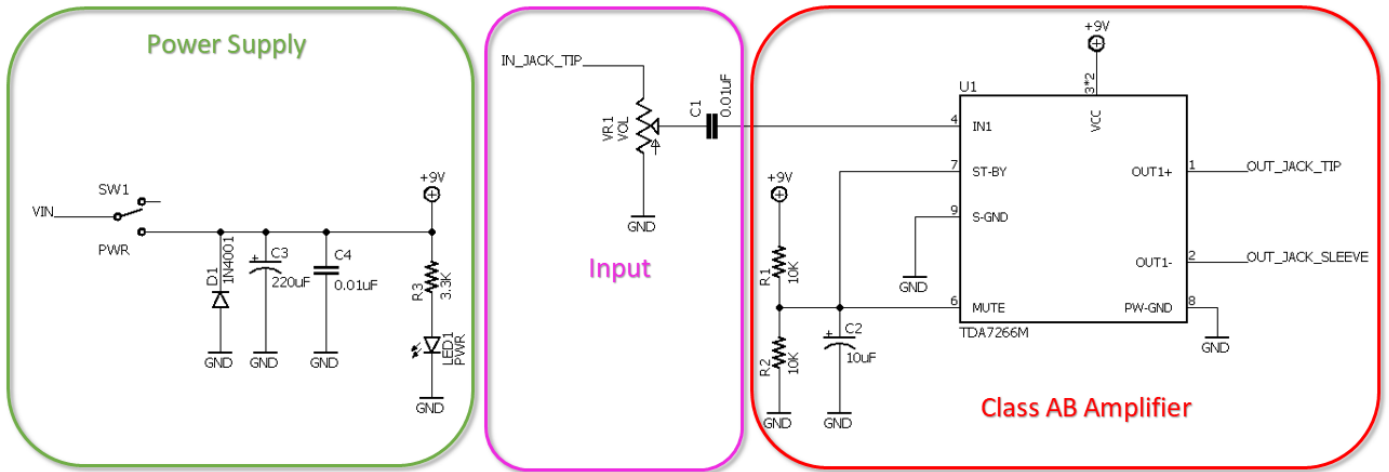 Power Supply
VIN
SW1
PWR
D1
1N4001
GND
C3
220uF
GND
C4
0.01uF
GND
+9V
R3
3.3K
LED1
PWR
GND
IN_JACK_TIP
VR1
VOL
GND
C1
0.01uF
Input
+9V
R1
10K
R2
10K
GND
C2
10uF
GND
GND
+9V
3*2
VCC
U1
4
IN1
7
ST-BY
9
S-GND
6
MUTE
OUT1+
1
OUT_JACK_TIP
OUT1-
2
OUT_JACK_SLEEVE
PW-GND
8
GND
TDA7266M
Class AB Amplifier